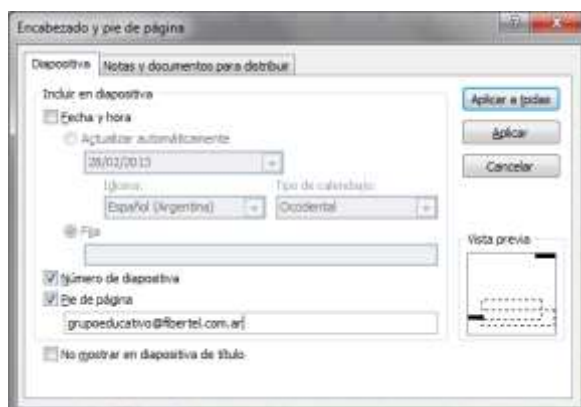 Encabezado y pie de página
Diapositiva Notas y documentos para distribuir
Incluir en diapositiva
Fecha y hora
Actualizar automáticamente
28/02/2013
Idioma: Tipo de calendario:
Español (Argentina) Occidental
Fija
Número de diapositiva
Pie de página
grupoeducativo@fibertel.com.ar
No mostrar en diapositiva de título
Aplicar a todas
Aplicar
Cancelar
Vista previa